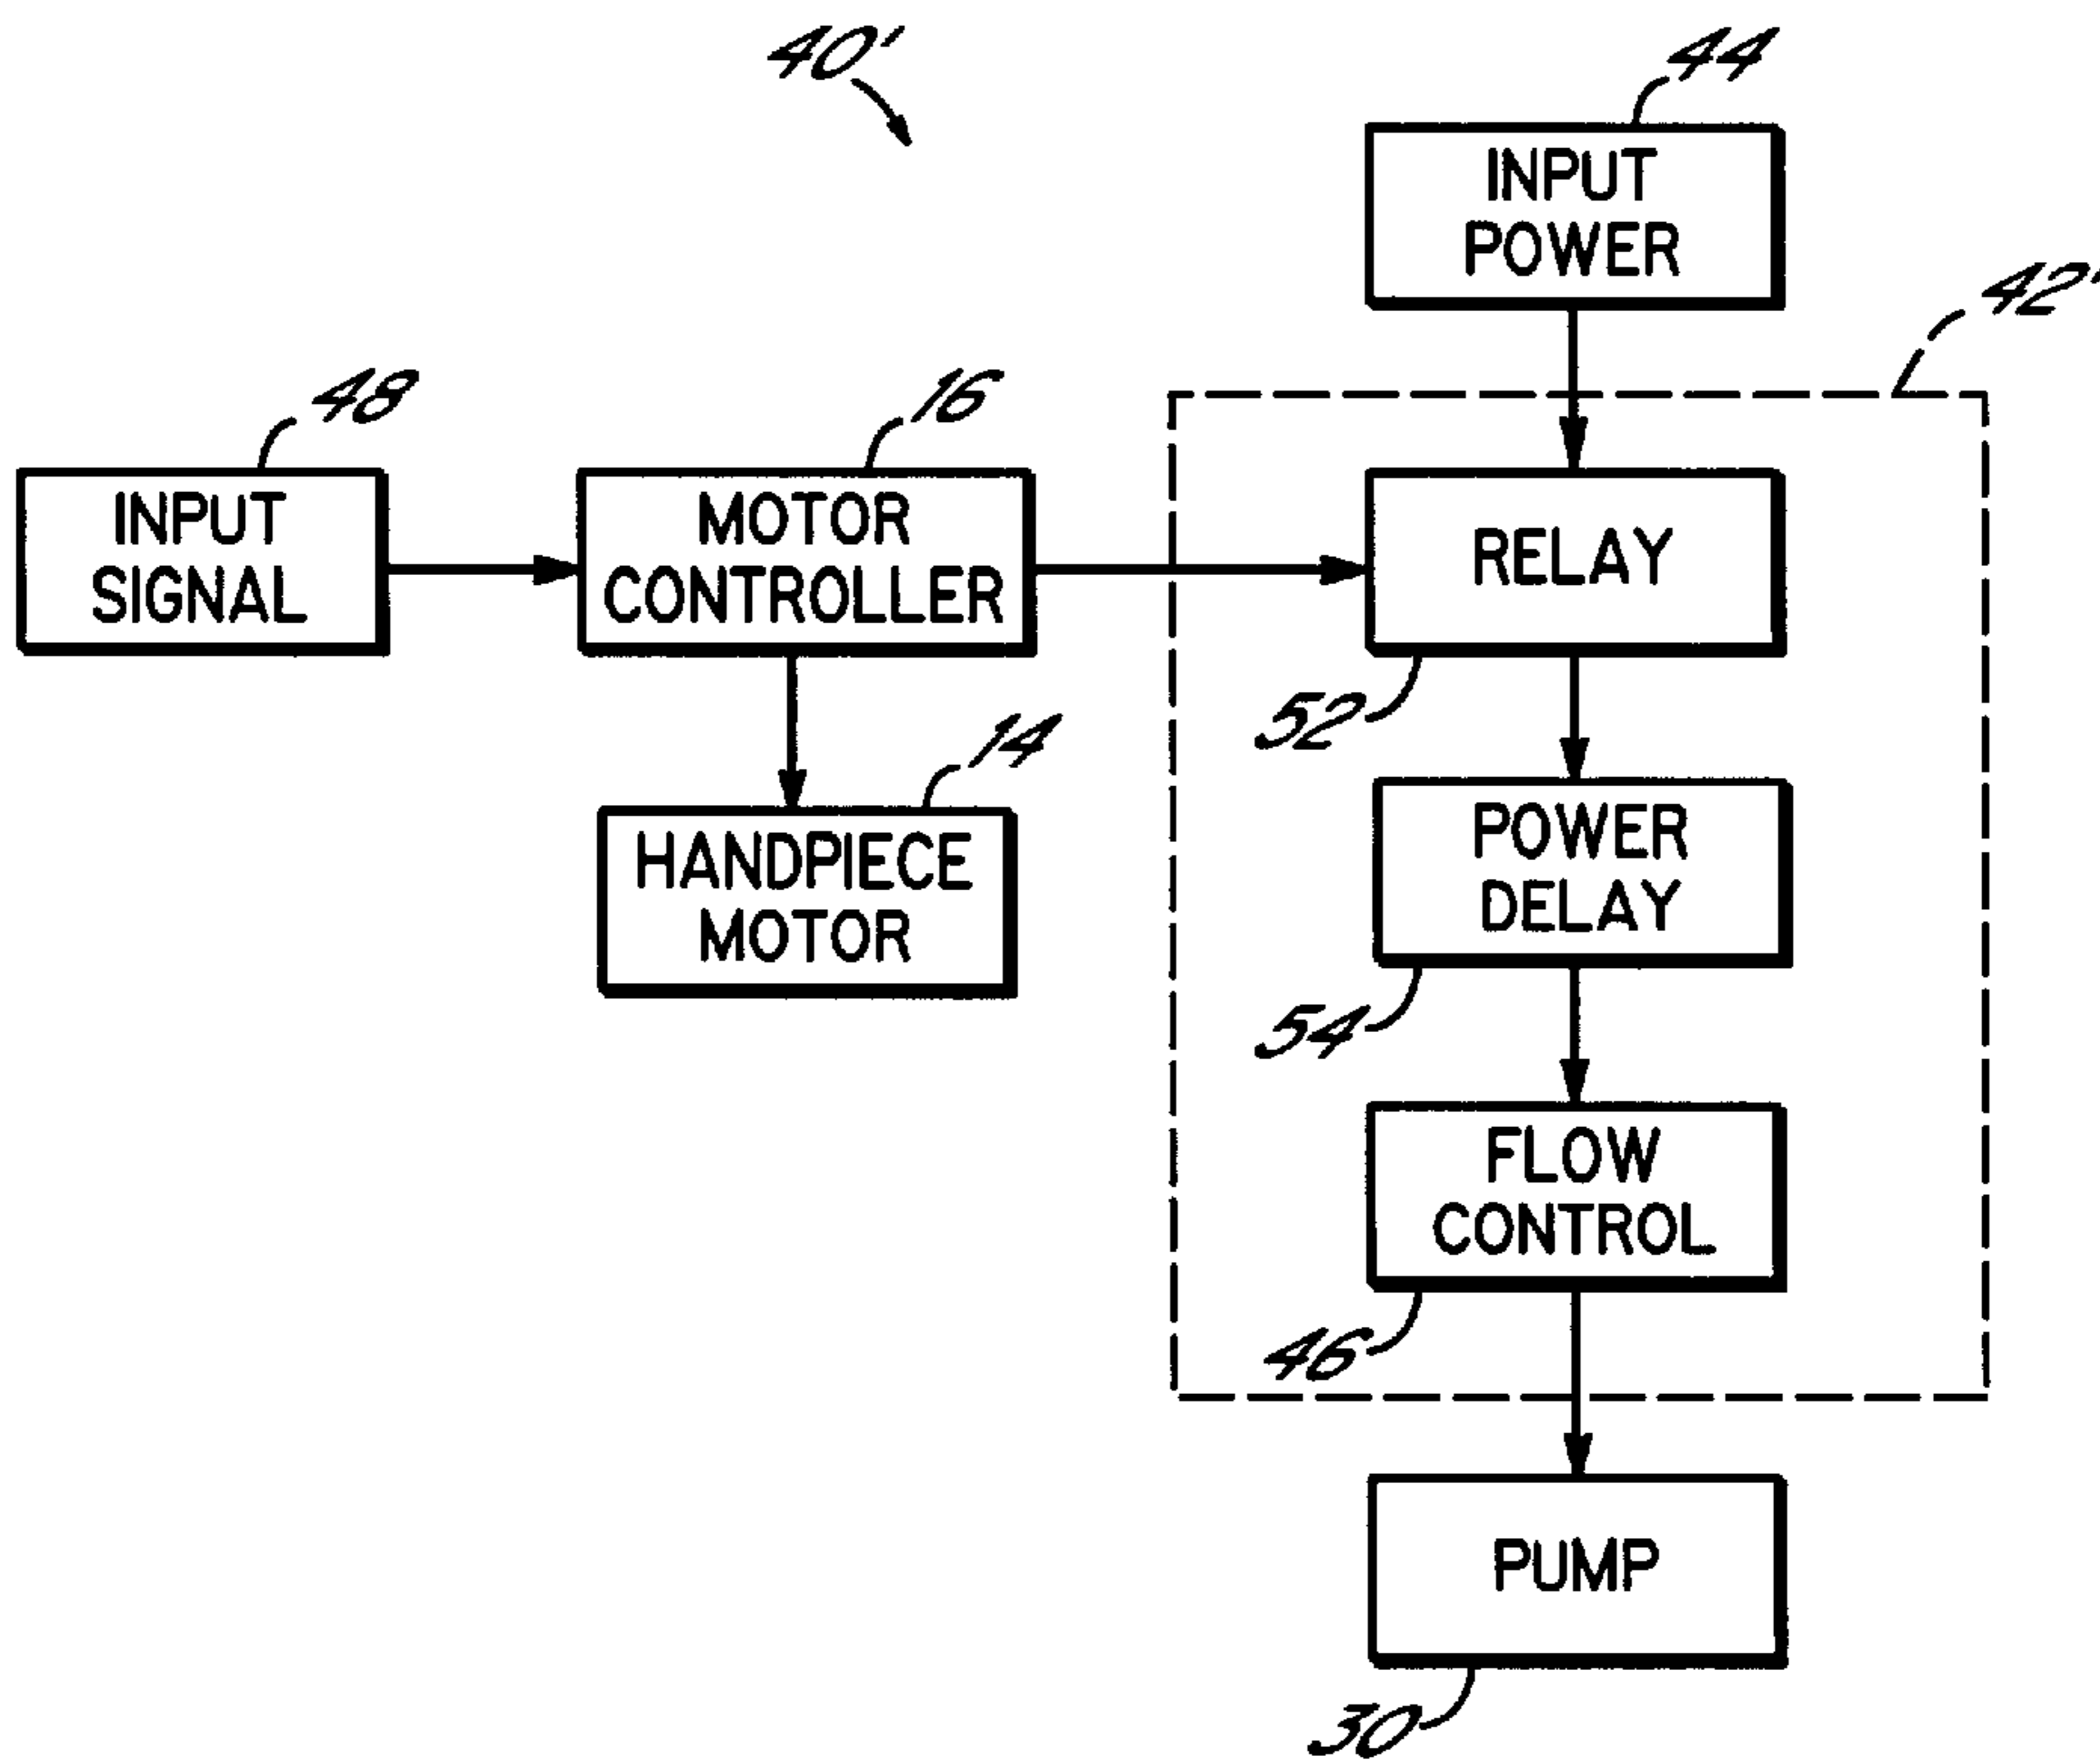 40'
44
INPUT
POWER
42'
48
16
INPUT
SIGNAL
MOTOR
CONTROLLER
RELAY
52
14
HANDPIECE
MOTOR
POWER
DELAY
54
FLOW
CONTROL
46
PUMP
30